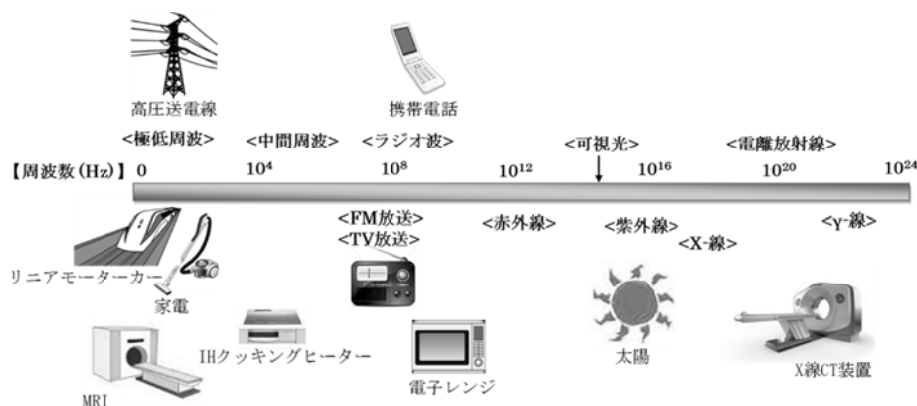 高圧送電線
携帯電話
<極低周波> <中間周波> <ラジオ波> <可視光> <電離放射線>
【周波数(Hz)】 0 10⁴ 10⁸ 10¹² 10¹⁶ 10²⁰ 10²⁴
<FM放送> <赤外線> <紫外線> <γ-線>
<TV放送> <X-線>
リニアモーターカー
家電
IHクッキングヒーター
太陽
X線CT装置
電子レンジ
MRI